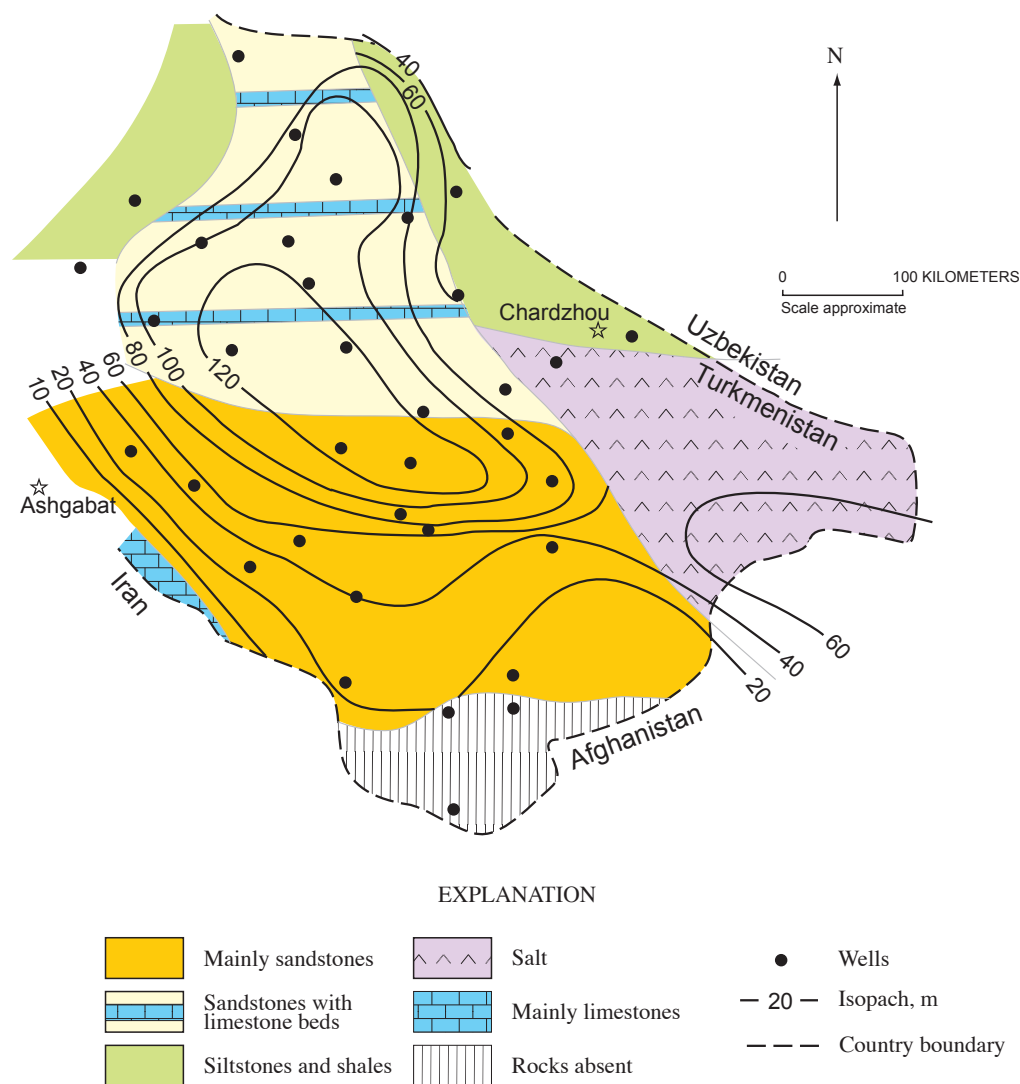 40
60
N
0 100 KILOMETERS
Scale approximate
Chardzhou
Uzbekistan
Turkmenistan
10
20
40
60
80
100
120
Ashgabat
Iran
60
40
20
Afghanistan
EXPLANATION
Mainly sandstones
Salt
Wells
Sandstones with
limestone beds
Mainly limestones
20 Isopach, m
Siltstones and shales
Rocks absent
Country boundary